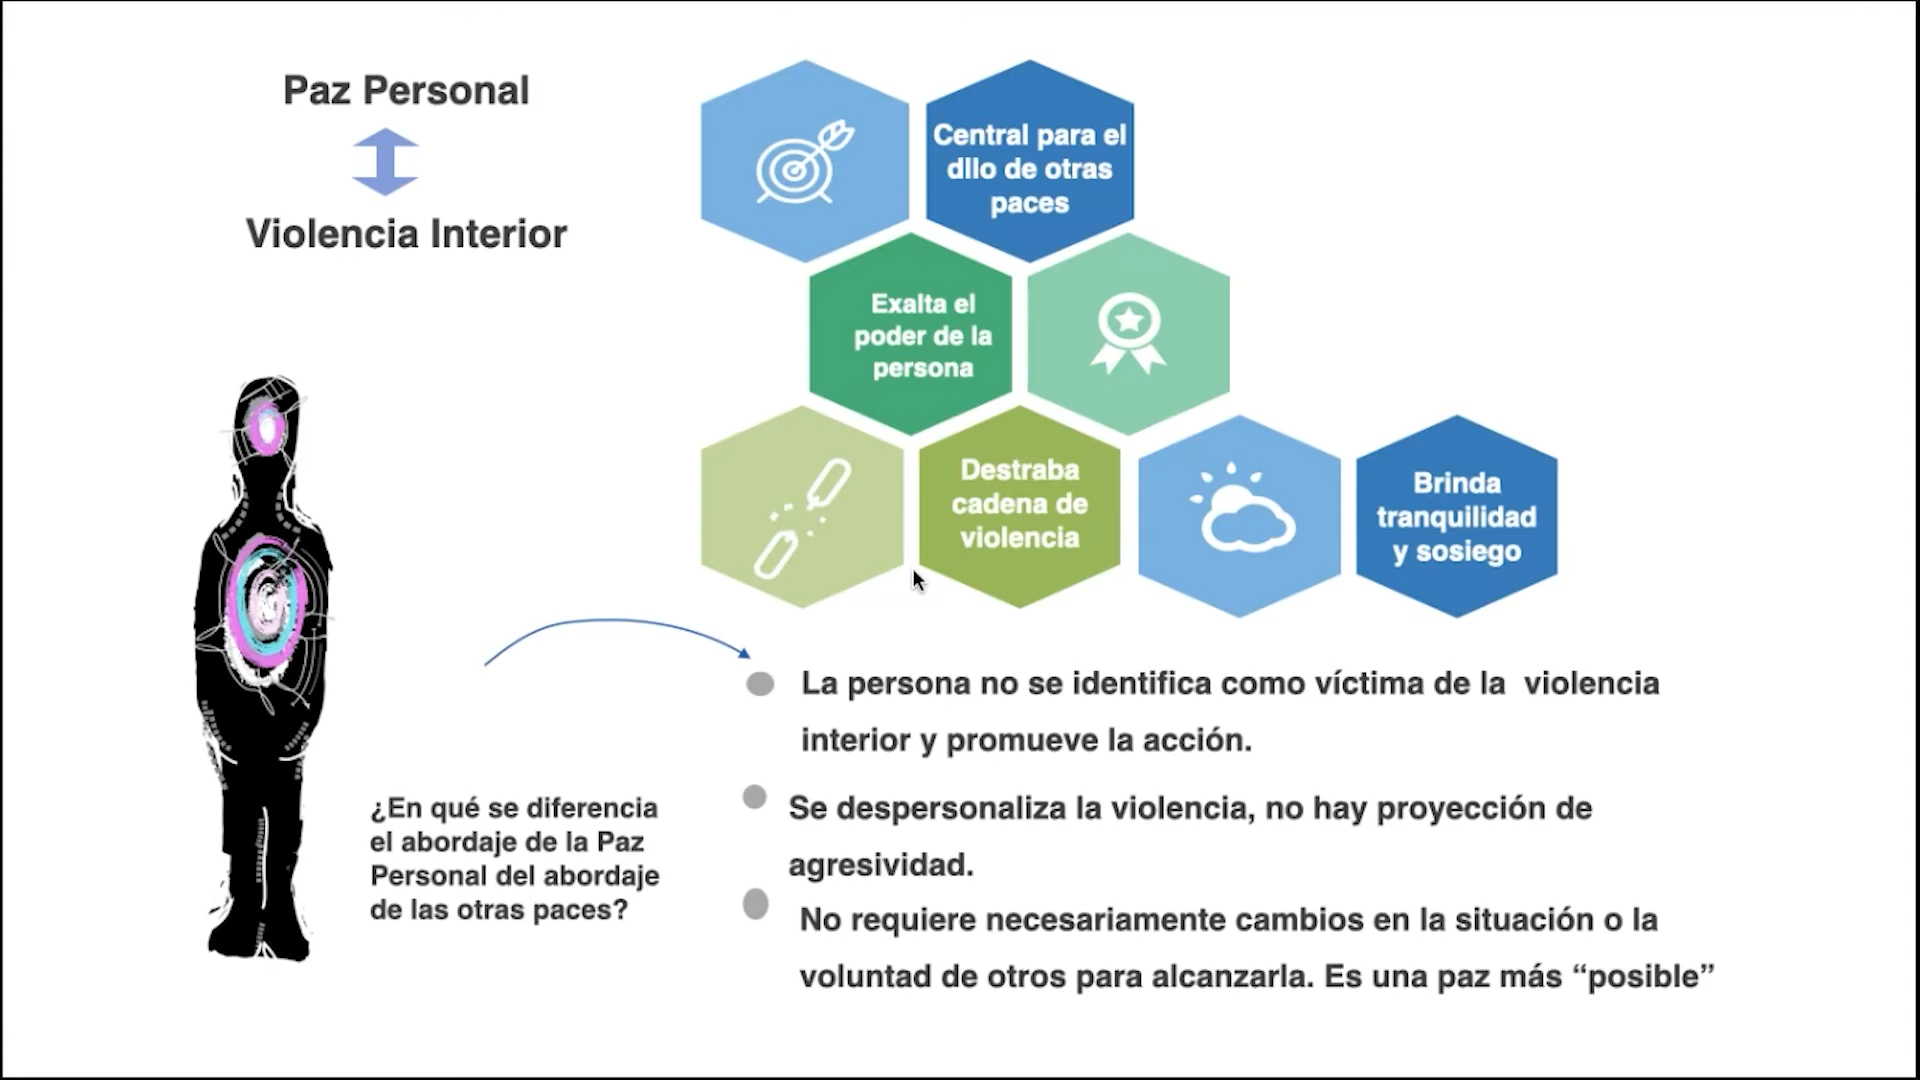 Paz Personal
Violencia Interior
Central para el
dllo de otras
paces
Exalta el
poder de la
persona
Destraba
cadena de
violencia
Brinda
tranquilidad
y sosiego
¿En qué se diferencia
el abordaje de la Paz
Personal del abordaje
de las otras paces?
La persona no se identifica como víctima de la violencia
interior y promueve la acción.
Se despersonaliza la violencia, no hay proyección de
agresividad.
No requiere necesariamente cambios en la situación o la
voluntad de otros para alcanzarla. Es una paz más “posible”